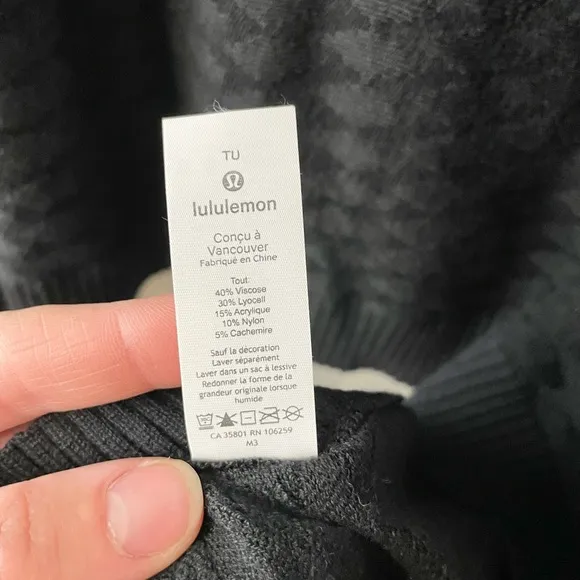 TU
lululemon
Conçu à
Vancouver
Fabriqué en Chine
Tout:
40% Viscose
30% Lyocell
15% Acrylique
10% Nylon
5% Cachemire
Sauf la décoration
Laver séparément
Laver dans un sac à lessive
Redonner la forme de la
grandeur originale lorsque
humide
CA 35801 RN 106259
M3